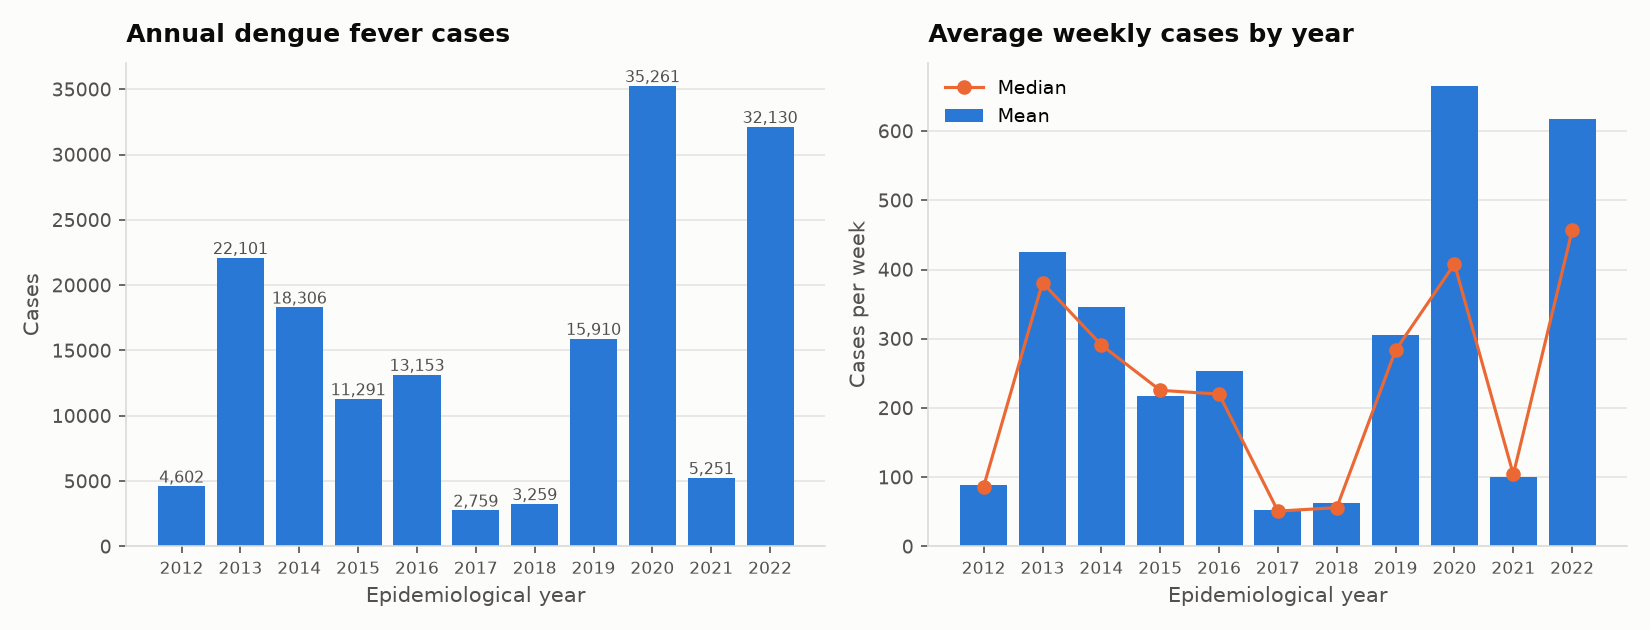 Annual dengue fever cases
35000
30000
25000
20000
15000
10000
5000
0
Cases
4,602
22,101
18,306
11,291
13,153
2,759
3,259
15,910
35,261
5,251
32,130
2012 2013 2014 2015 2016 2017 2018 2019 2020 2021 2022
Epidemiological year
Average weekly cases by year
Median
Mean
600
500
400
300
200
100
0
Cases per week
2012 2013 2014 2015 2016 2017 2018 2019 2020 2021 2022
Epidemiological year